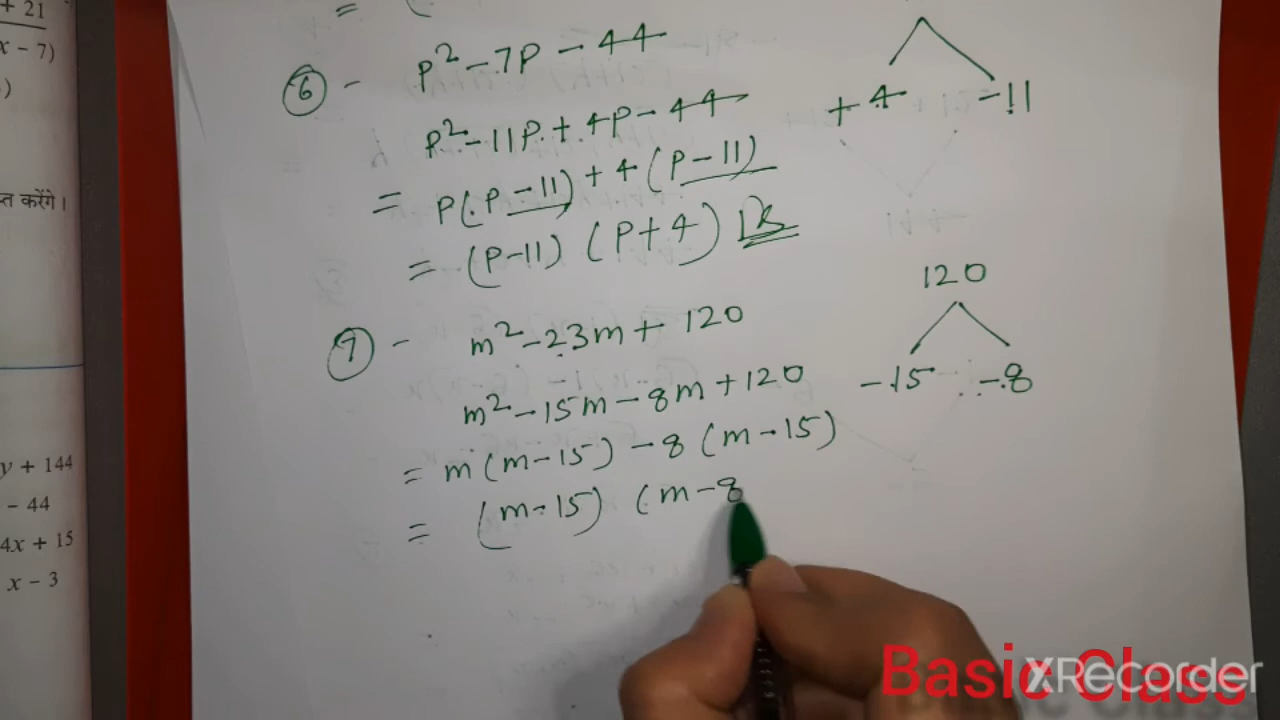 + 21
x - 7)
)
प्त करेंगे।
y + 144
- 44
4x + 15
x - 3
= (
6 - p² - 7p - 44
p² - 11p + 4p - 44
+ 4 - 11
= p(p - 11) + 4(p - 11)
= (p - 11) (p + 4)
7 - m² - 23m + 120
120
m² - 15m - 8m + 120
- 15 - 8
= m(m - 15) - 8(m - 15)
= (m - 15) (m - 8
Basic Class
XRecorder